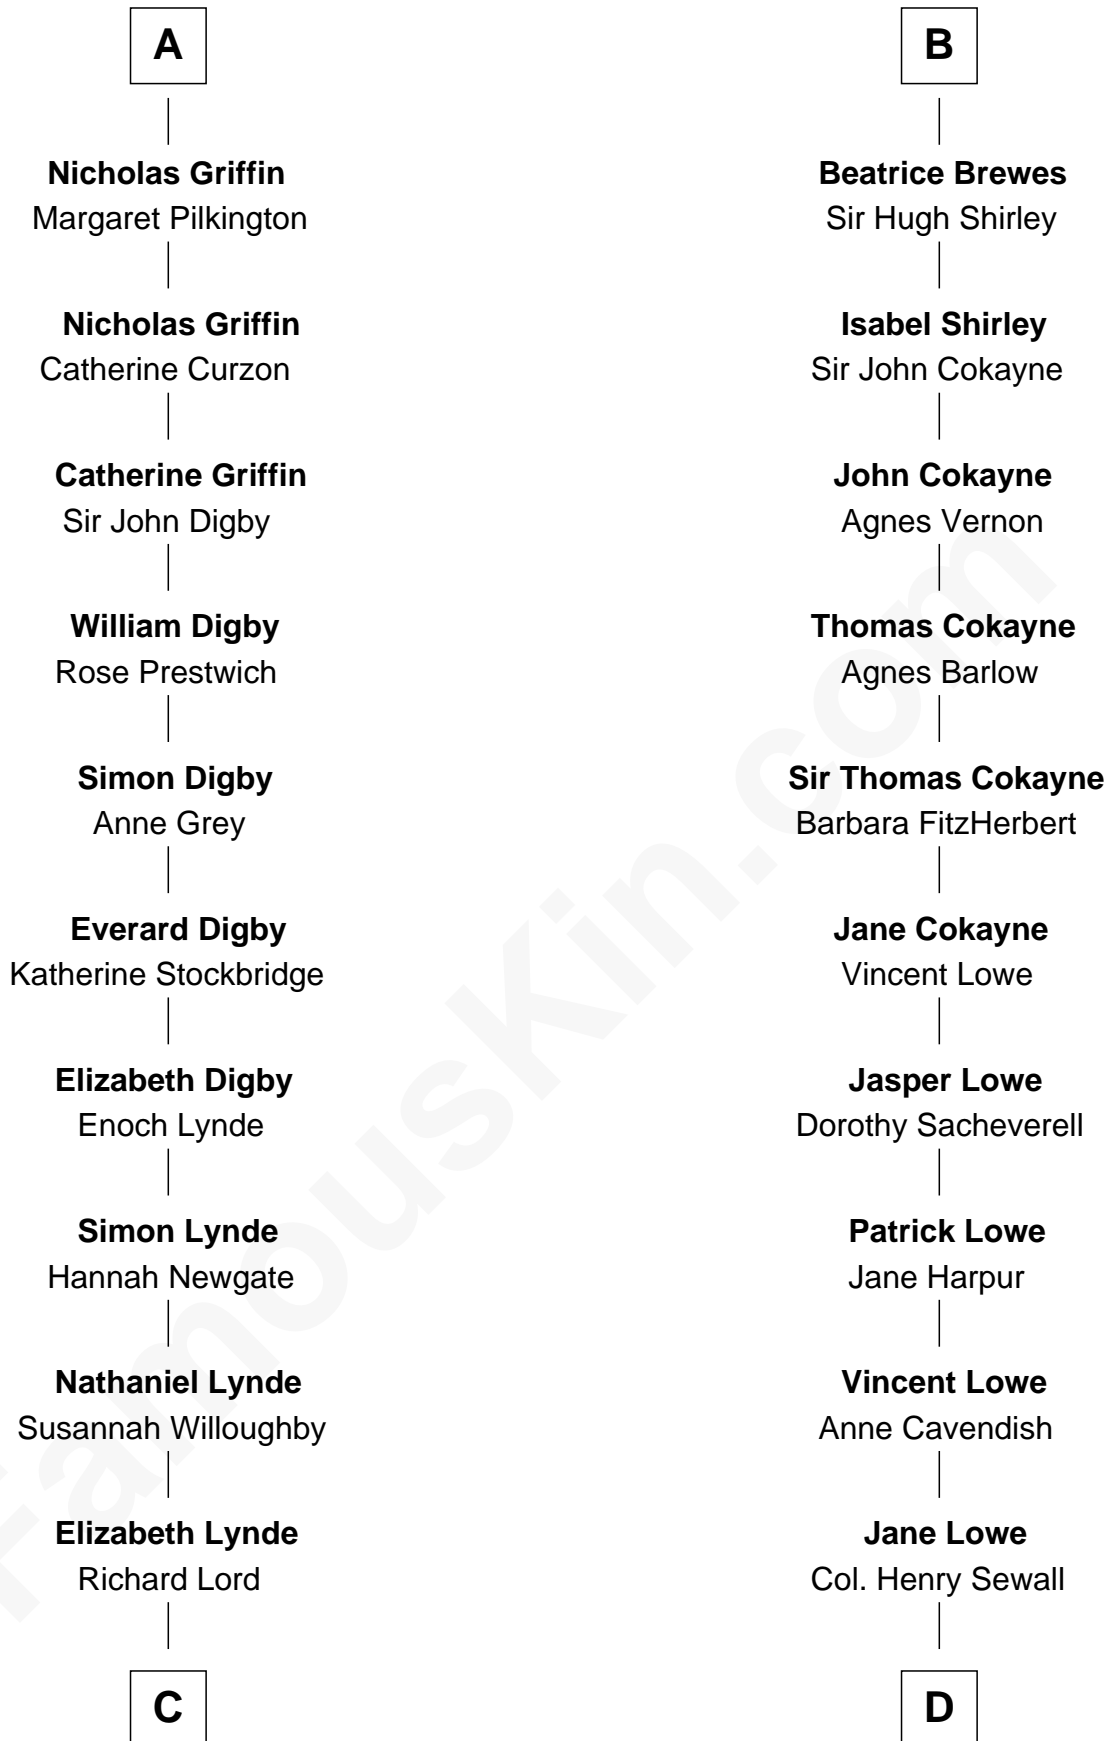 A
Nicholas Griffin
Margaret Pilkington
Nicholas Griffin
Catherine Curzon
Catherine Griffin
Sir John Digby
William Digby
Rose Prestwich
Simon Digby
Anne Grey
Everard Digby
Katherine Stockbridge
Elizabeth Digby
Enoch Lynde
Simon Lynde
Hannah Newgate
Nathaniel Lynde
Susannah Willoughby
Elizabeth Lynde
Richard Lord
C
B
Beatrice Brewes
Sir Hugh Shirley
Isabel Shirley
Sir John Cokayne
John Cokayne
Agnes Vernon
Thomas Cokayne
Agnes Barlow
Sir Thomas Cokayne
Barbara FitzHerbert
Jane Cokayne
Vincent Lowe
Jasper Lowe
Dorothy Sacheverell
Patrick Lowe
Jane Harpur
Vincent Lowe
Anne Cavendish
Jane Lowe
Col. Henry Sewall
D
FamousKin.com